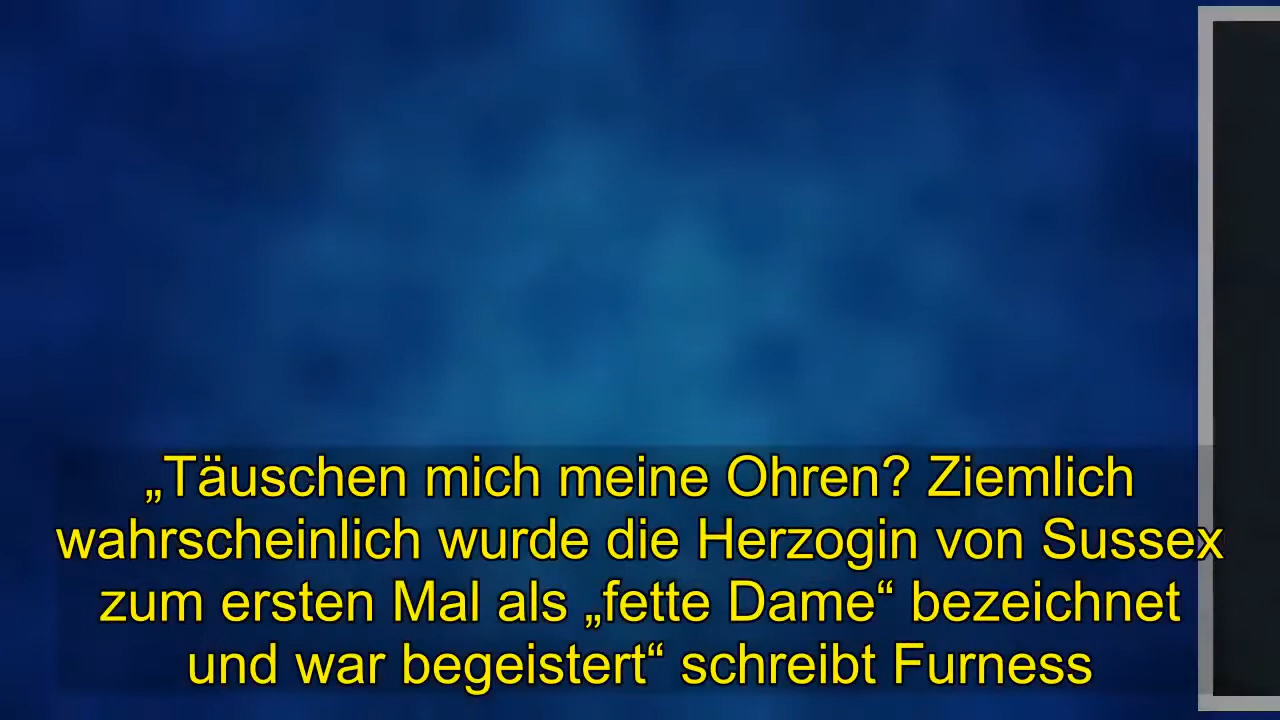 „Täuschen mich meine Ohren? Ziemlich
wahrscheinlich wurde die Herzogin von Sussex
zum ersten Mal als „fette Dame“ bezeichnet
und war begeistert“ schreibt Furness